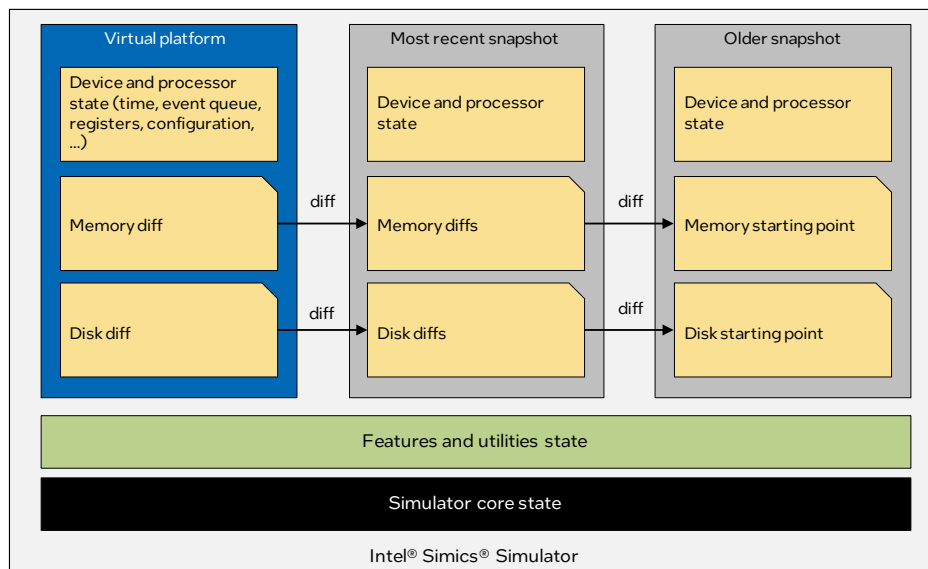 Virtual platform
Device and processor
state (time, event queue,
registers, configuration,
...)
Memory diff
Disk diff
diff
diff
Most recent snapshot
Device and processor
state
Memory diffs
Disk diffs
diff
diff
Older snapshot
Device and processor
state
Memory starting point
Disk starting point
Features and utilities state
Simulator core state
Intel® Simics® Simulator